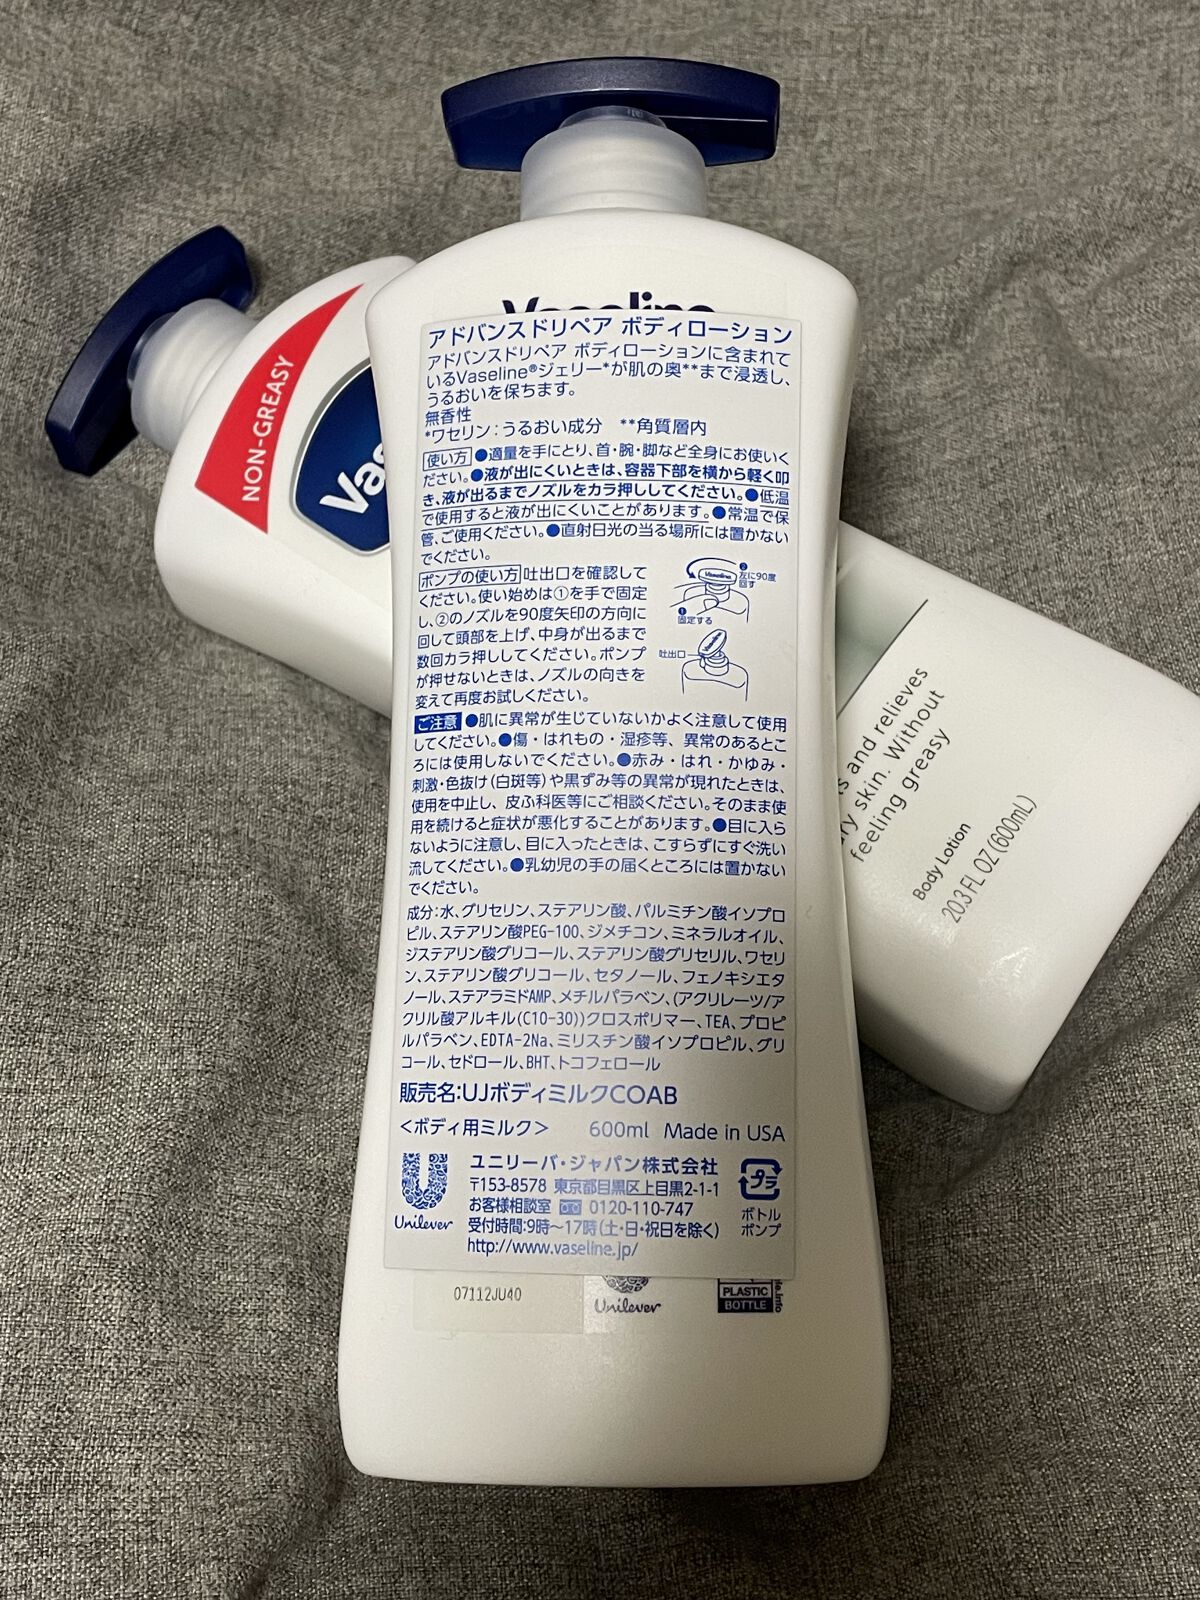 NON-GREASY
Vas
Vaseline
アドバンスドリペア ボディローション
アドバンスドリペア ボディローションに含まれて
いるVaseline®ジェリー*が肌の奥**まで浸透し、
うるおいを保ちます。
無香性
*ワセリン：うるおい成分 **角質層内
使い方 ●適量を手にとり、首・腕・脚など全身にお使いく
ださい。●液が出にくいときは、容器下部を横から軽く叩
き、液が出るまでノズルをカラ押ししてください。●低温
で使用すると液が出にくいことがあります。●常温で保
管、ご使用ください。●直射日光の当る場所には置かない
でください。
ポンプの使い方 吐出口を確認して
ください。使い始めは①を手で固定
し、②のノズルを90度矢印の方向に
回して頭部を上げ、中身が出るまで
数回カラ押ししてください。ポンプ
が押せないときは、ノズルの向きを
変えて再度お試しください。
Vaseline
②
左に90度
回す
①
固定する
吐出口
ご注意 ●肌に異常が生じていないかよく注意して使用
してください。●傷・はれもの・湿疹等、異常のあるとこ
ろには使用しないでください。●赤み・はれ・かゆみ・
刺激・色抜け(白斑等)や黒ずみ等の異常が現れたときは、
使用を中止し、皮ふ科医等にご相談ください。そのまま使
用を続けると症状が悪化することがあります。●目に入ら
ないように注意し、目に入ったときは、こすらずにすぐ洗い
流してください。●乳幼児の手の届くところには置かない
でください。
成分：水、グリセリン、ステアリン酸、パルミチン酸イソプロ
ピル、ステアリン酸PEG-100、ジメチコン、ミネラルオイル、
ジステアリン酸グリコール、ステアリン酸グリセリル、ワセリ
ン、ステアリン酸グリコール、セタノール、フェノキシエタ
ノール、ステアラミドAMP、メチルパラベン、(アクリレーツ/ア
クリル酸アルキル(C10-30))クロスポリマー、TEA、プロピ
ルパラベン、EDTA-2Na、ミリスチン酸イソプロピル、グリ
コール、セドロール、BHT、トコフェロール
販売名：UJボディミルクCOAB
＜ボディ用ミルク＞ 600ml Made in USA
Unilever
ユニリーバ・ジャパン株式会社
〒153-8578 東京都目黒区上目黒2-1-1
お客様相談室 0120-110-747
受付時間：9時～17時(土・日・祝日を除く)
http://www.vaseline.jp/
プラ
ボトル
ポンプ
07112JU40
Unilever
PLASTIC
BOTTLE
le.info
ts and relieves
dry skin. Without
feeling greasy
Body Lotion
20.3 FL OZ (600mL)